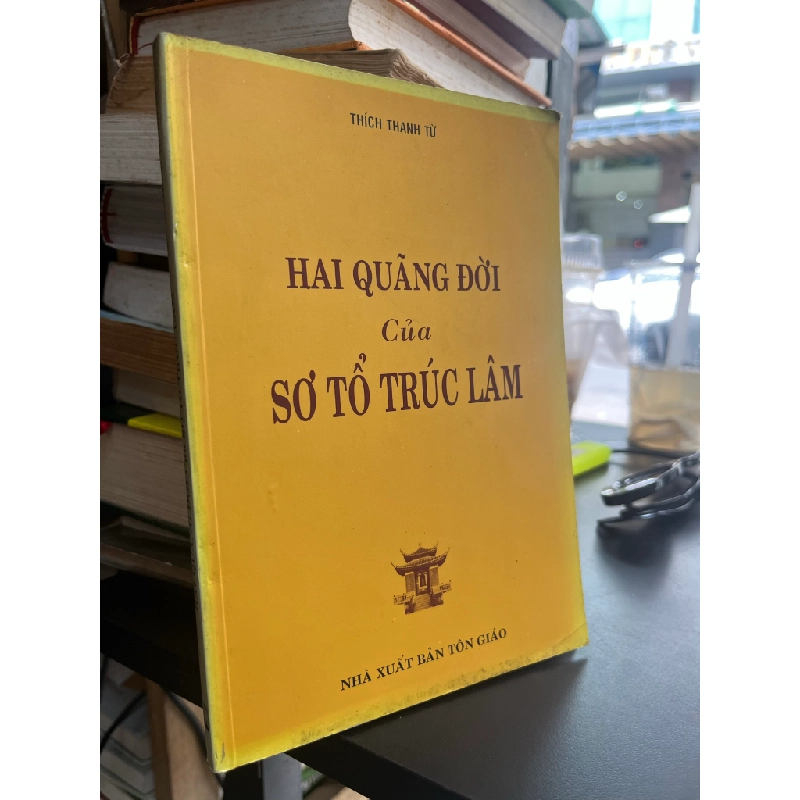 THÍCH THANH TỪ
HAI QUÃNG ĐỜI
Của
SƠ TỔ TRÚC LÂM
NHÀ XUẤT BẢN TÔN GIÁO